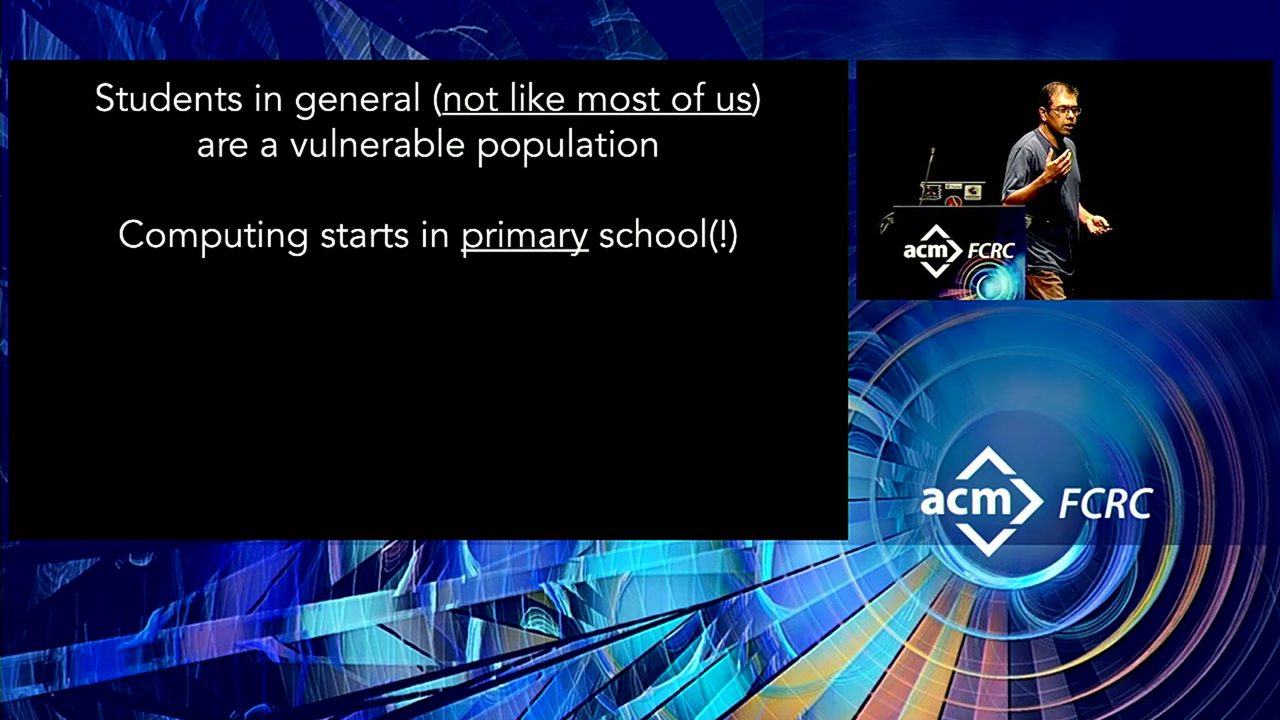 Students in general (not like most of us)
are a vulnerable population
Computing starts in primary school(!)
acm FCRC
acm FCRC